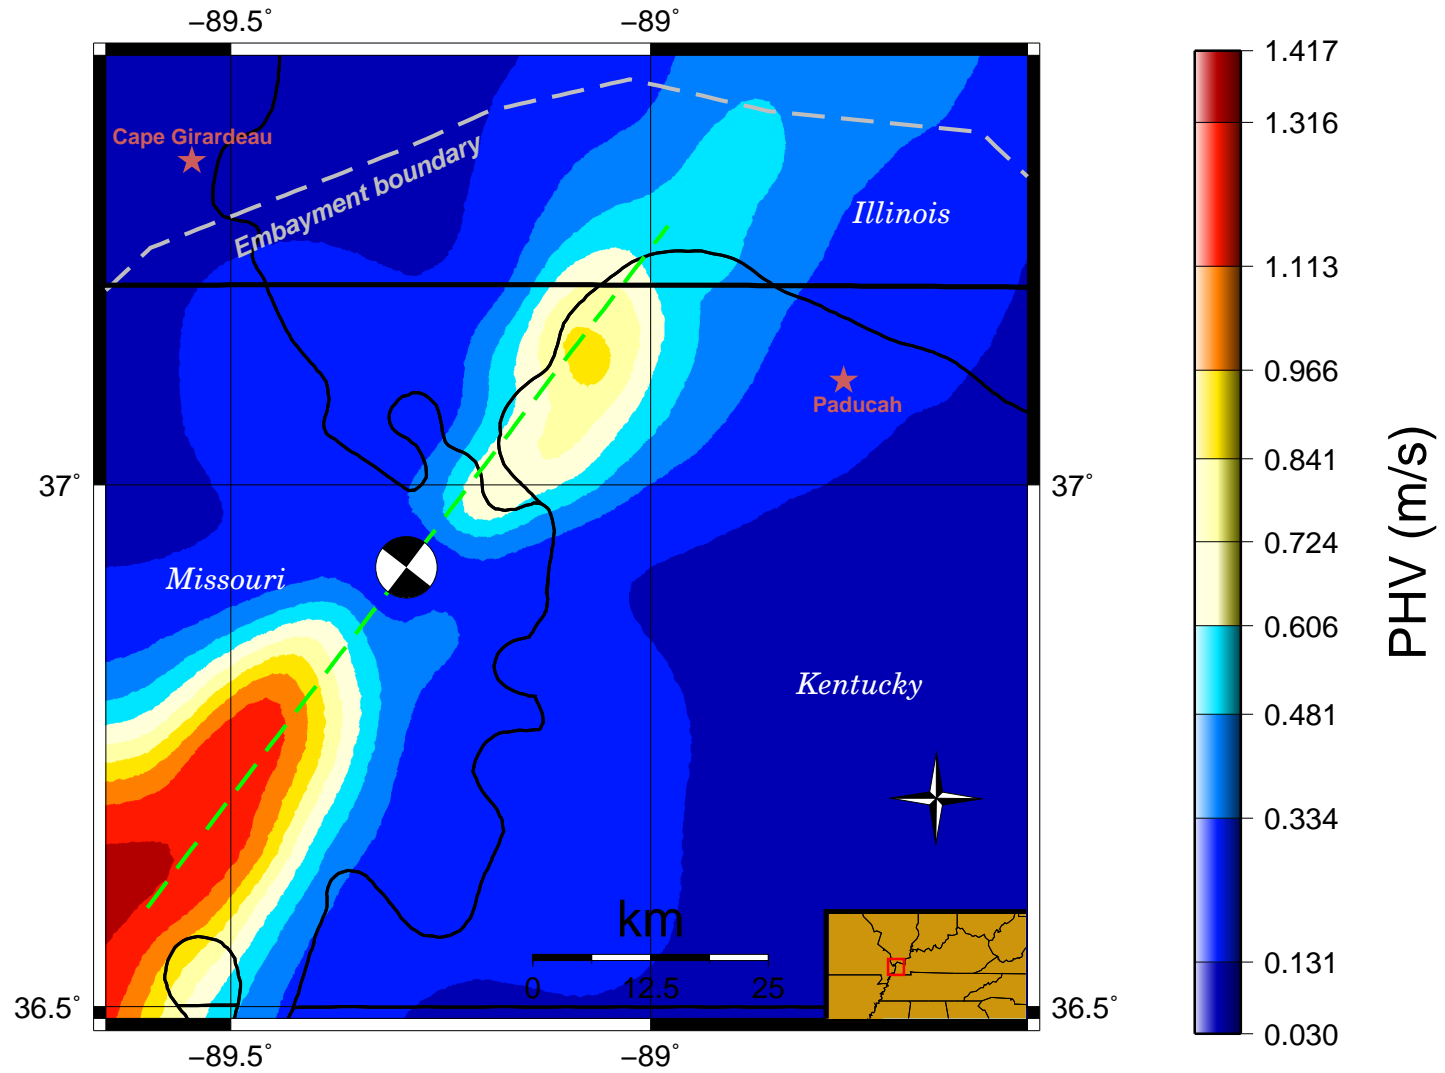 −89.5˚
−89˚
Cape Girardeau
Embayment boundary
Illinois
Paducah
37˚
37˚
Missouri
Kentucky
km
0
12.5
25
36.5˚
36.5˚
−89.5˚
−89˚
1.417
1.316
1.113
0.966
0.841
0.724
0.606
0.481
0.334
0.131
0.030
PHV (m/s)